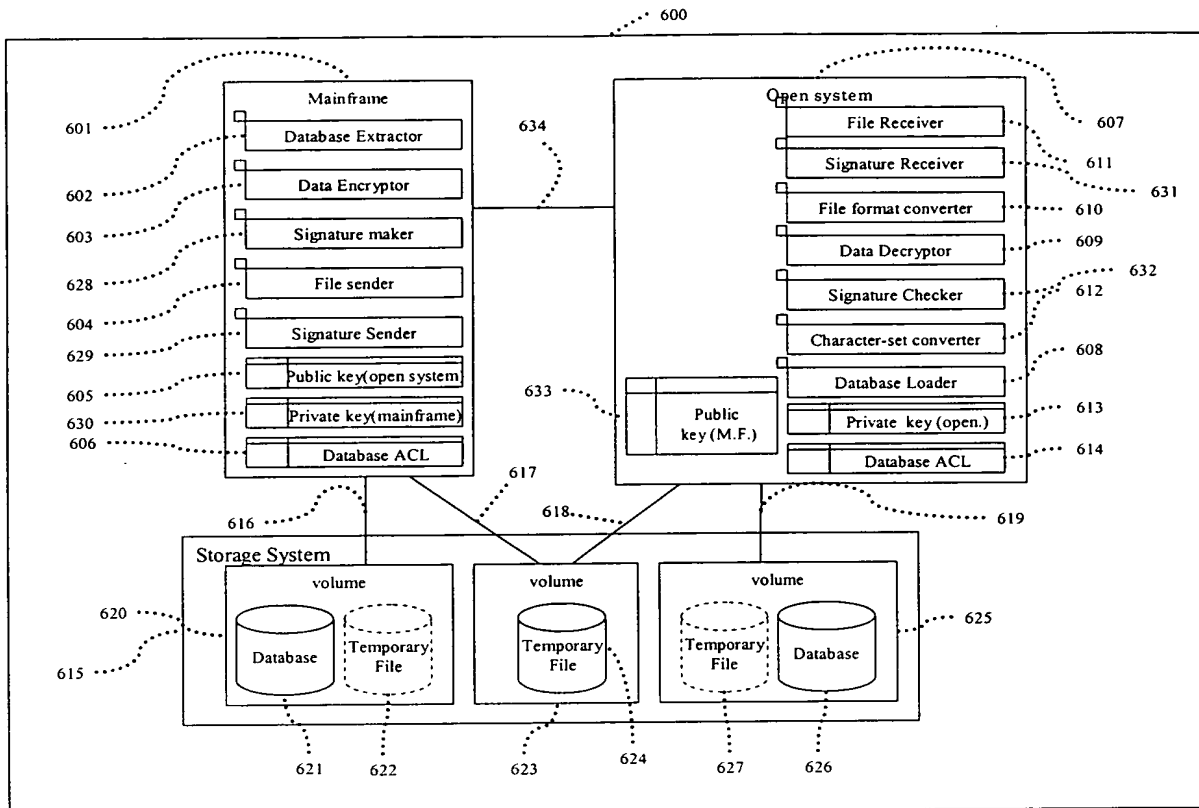 600
601
Mainframe
Database Extractor
602
Data Encryptor
603
Signature maker
628
File sender
604
Signature Sender
629
Public key(open system)
605
Private key(mainframe)
630
Database ACL
606
634
Open system
607
File Receiver
611
Signature Receiver
631
File format converter
610
Data Decryptor
609
632
Signature Checker
612
Character-set converter
Database Loader
608
633
Public
key (M.F.)
Private key (open.)
613
Database ACL
614
616
617
618
619
Storage System
620
615
volume
Database
Temporary
File
volume
Temporary
File
volume
Temporary
File
Database
625
621
622
623
624
627
626